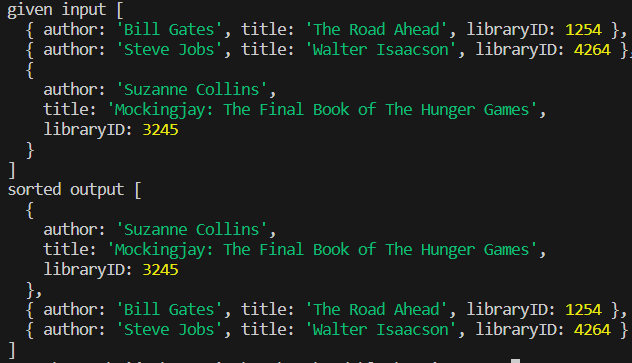 given input [
  { author: 'Bill Gates', title: 'The Road Ahead', libraryID: 1254 },
  { author: 'Steve Jobs', title: 'Walter Isaacson', libraryID: 4264 },
  {
    author: 'Suzanne Collins',
    title: 'Mockingjay: The Final Book of The Hunger Games',
    libraryID: 3245
  }
]
sorted output [
  {
    author: 'Suzanne Collins',
    title: 'Mockingjay: The Final Book of The Hunger Games',
    libraryID: 3245
  },
  { author: 'Bill Gates', title: 'The Road Ahead', libraryID: 1254 },
  { author: 'Steve Jobs', title: 'Walter Isaacson', libraryID: 4264 }
]